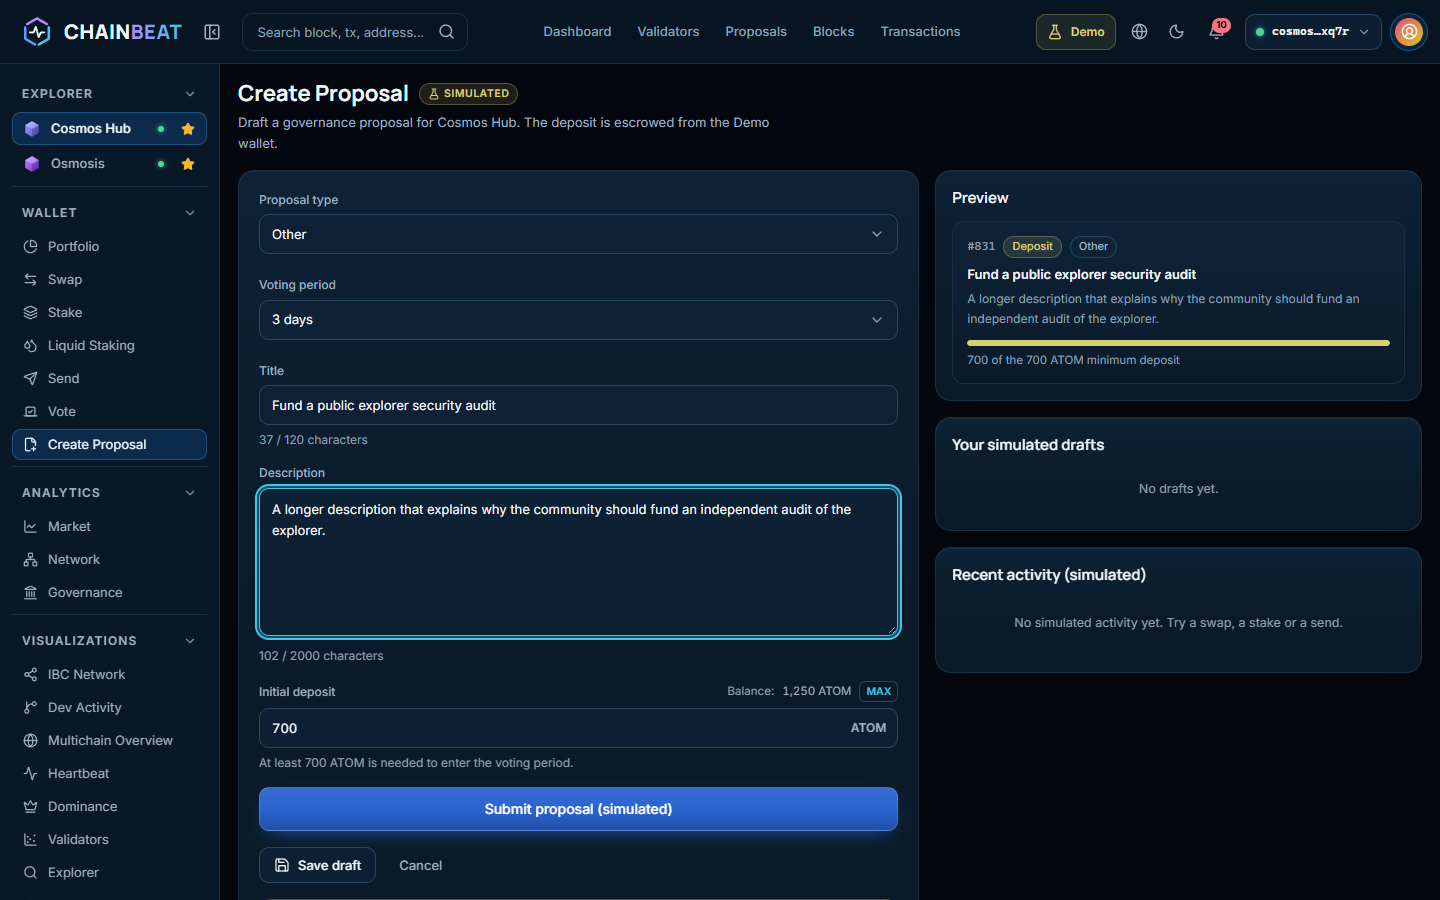 CHAINBEAT
Search block, tx, address...
Dashboard
Validators
Proposals
Blocks
Transactions
Demo
10
cosmos…xq7r
EXPLORER
Cosmos Hub
Osmosis
WALLET
Portfolio
Swap
Stake
Liquid Staking
Send
Vote
Create Proposal
ANALYTICS
Market
Network
Governance
VISUALIZATIONS
IBC Network
Dev Activity
Multichain Overview
Heartbeat
Dominance
Validators
Explorer
Create Proposal
SIMULATED
Draft a governance proposal for Cosmos Hub. The deposit is escrowed from the Demo
wallet.
Proposal type
Other
Voting period
3 days
Title
Fund a public explorer security audit
37 / 120 characters
Description
A longer description that explains why the community should fund an independent audit of the
explorer.
102 / 2000 characters
Initial deposit
Balance: 1,250 ATOM
MAX
700
ATOM
At least 700 ATOM is needed to enter the voting period.
Submit proposal (simulated)
Save draft
Cancel
Preview
#831
Deposit
Other
Fund a public explorer security audit
A longer description that explains why the community should fund an
independent audit of the explorer.
700 of the 700 ATOM minimum deposit
Your simulated drafts
No drafts yet.
Recent activity (simulated)
No simulated activity yet. Try a swap, a stake or a send.